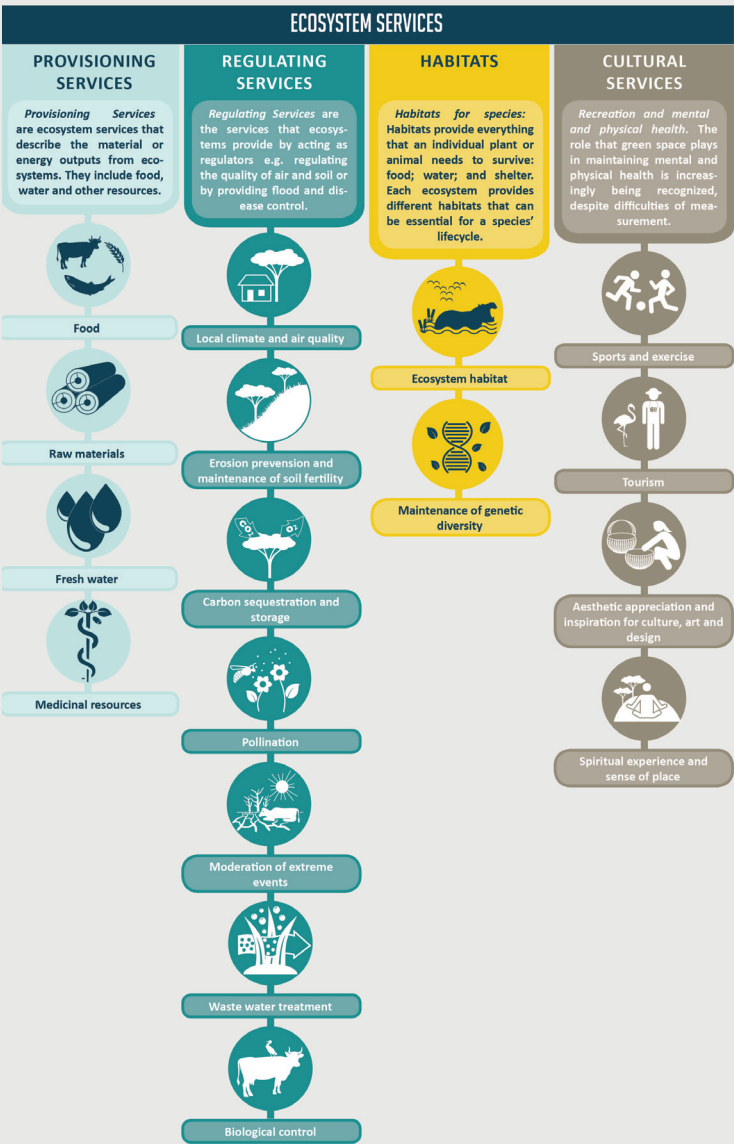 ECOSYSTEM SERVICES
PROVISIONING
SERVICES
Provisioning Services
are ecosystem services that
describe the material or
energy outputs from eco-
systems. They include food,
water and other resources.
Food
Raw materials
Fresh water
Medicinal resources
REGULATING
SERVICES
Regulating Services are
the services that ecosys-
tems provide by acting as
regulators e.g. regulating
the quality of air and soil or
by providing flood and dis-
ease control.
Local climate and air quality
Erosion prevension and
maintenance of soil fertility
CO2
O2
Carbon sequestration and
storage
Pollination
Moderation of extreme
events
Waste water treatment
Biological control
HABITATS
Habitats for species:
Habitats provide everything
that an individual plant or
animal needs to survive:
food; water; and shelter.
Each ecosystem provides
different habitats that can
be essential for a species’
lifecycle.
Ecosystem habitat
Maintenance of genetic
diversity
CULTURAL
SERVICES
Recreation and mental
and physical health. The
role that green space plays
in maintaining mental and
physical health is increas-
ingly being recognized,
despite difficulties of mea-
surement.
Sports and exercise
Tourism
Aesthetic appreciation and
inspiration for culture, art and
design
Spiritual experience and
sense of place